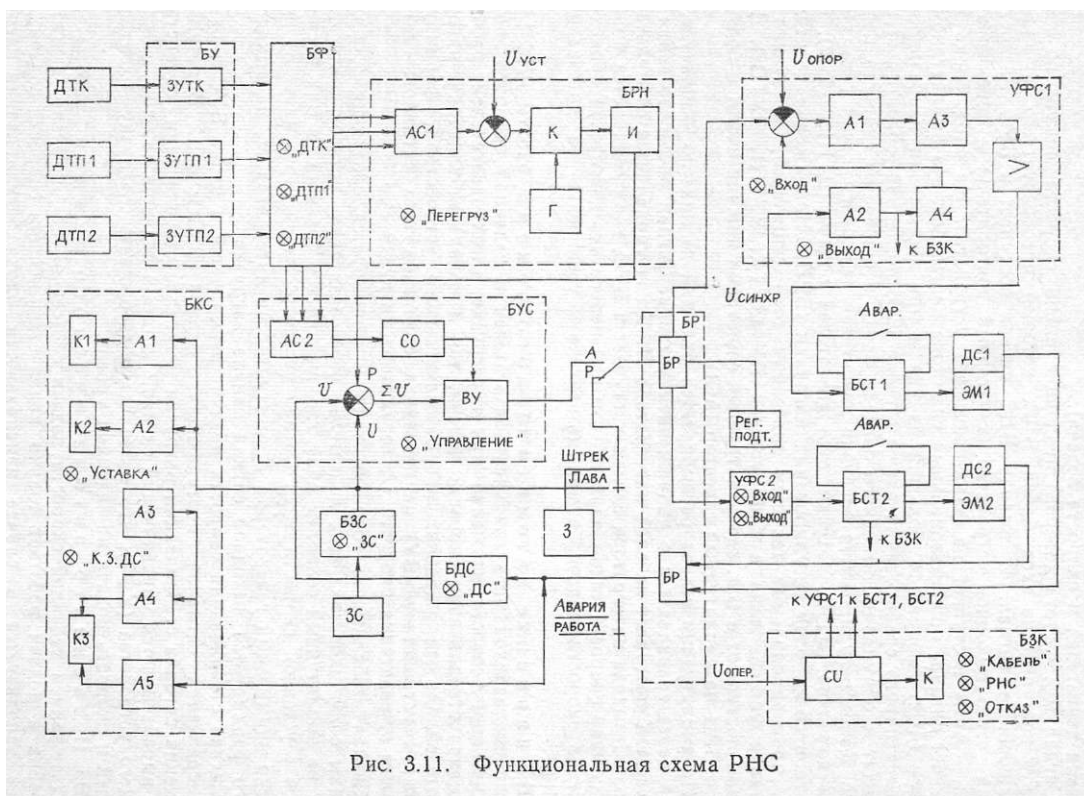 БУ
БФ
ДТК
ЗУТК
ДТП1
ЗУТП1
ДТП2
ЗУТП2
„ДТК"
„ДТП1"
„ДТП2"
U УСТ
БРН
АС1
К
И
Г
„ПЕРЕГРУЗ"
U ОПОР
УФС1
А1
А3
>
„ВХОД"
А2
А4
„ВЫХОД"
К БЗК
U СИНХР
БКС
К1
А1
К2
А2
„УСТАВКА"
А3
„К.З.ДС"
А4
К3
А5
БУС
АС2
СО
Р
U
ΣU
ВУ
U
„УПРАВЛЕНИЕ"
А
Р
ШТРЕК
ЛАВА
БЗС
„ЗС"
З
ЗС
БДС
„ДС"
АВАРИЯ
РАБОТА
БР
БР
РЕГ.
ПОДТ.
УФС2
„ВХОД"
„ВЫХОД"
БР
АВАР.
БСТ1
ДС1
ЭМ1
АВАР.
БСТ2
ДС2
ЭМ2
К БЗК
К УФС1 К БСТ1, БСТ2
БЗК
UОПЕР.
СU
К
„КАБЕЛЬ"
„РНС"
„ОТКАЗ"
Рис. 3.11. Функциональная схема РНС